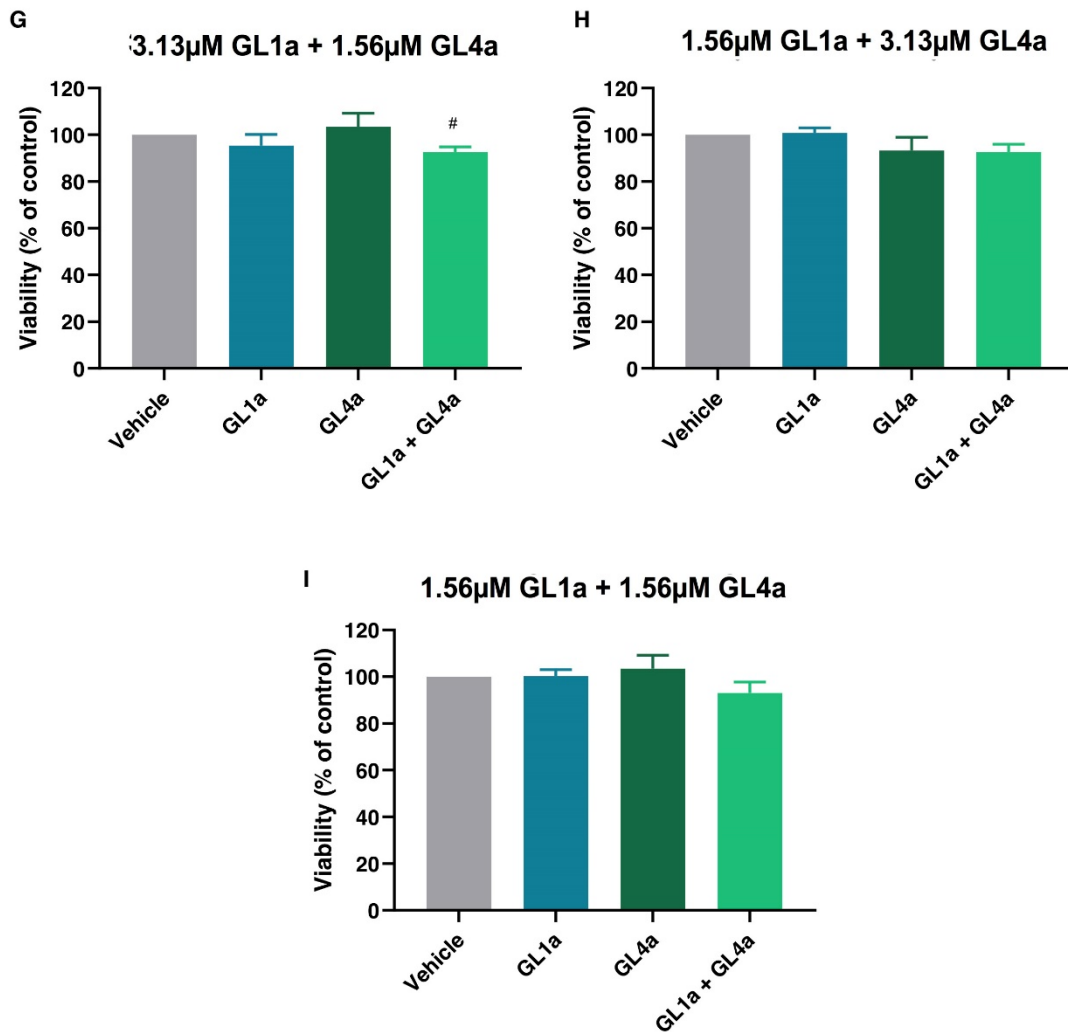 G
3.13µM GL1a + 1.56µM GL4a
Viability (% of control)
120
100
80
60
40
20
0
#
Vehicle
GL1a
GL4a
GL1a + GL4a
H
1.56µM GL1a + 3.13µM GL4a
Viability (% of control)
120
100
80
60
40
20
0
Vehicle
GL1a
GL4a
GL1a + GL4a
I
1.56µM GL1a + 1.56µM GL4a
Viability (% of control)
120
100
80
60
40
20
0
Vehicle
GL1a
GL4a
GL1a + GL4a